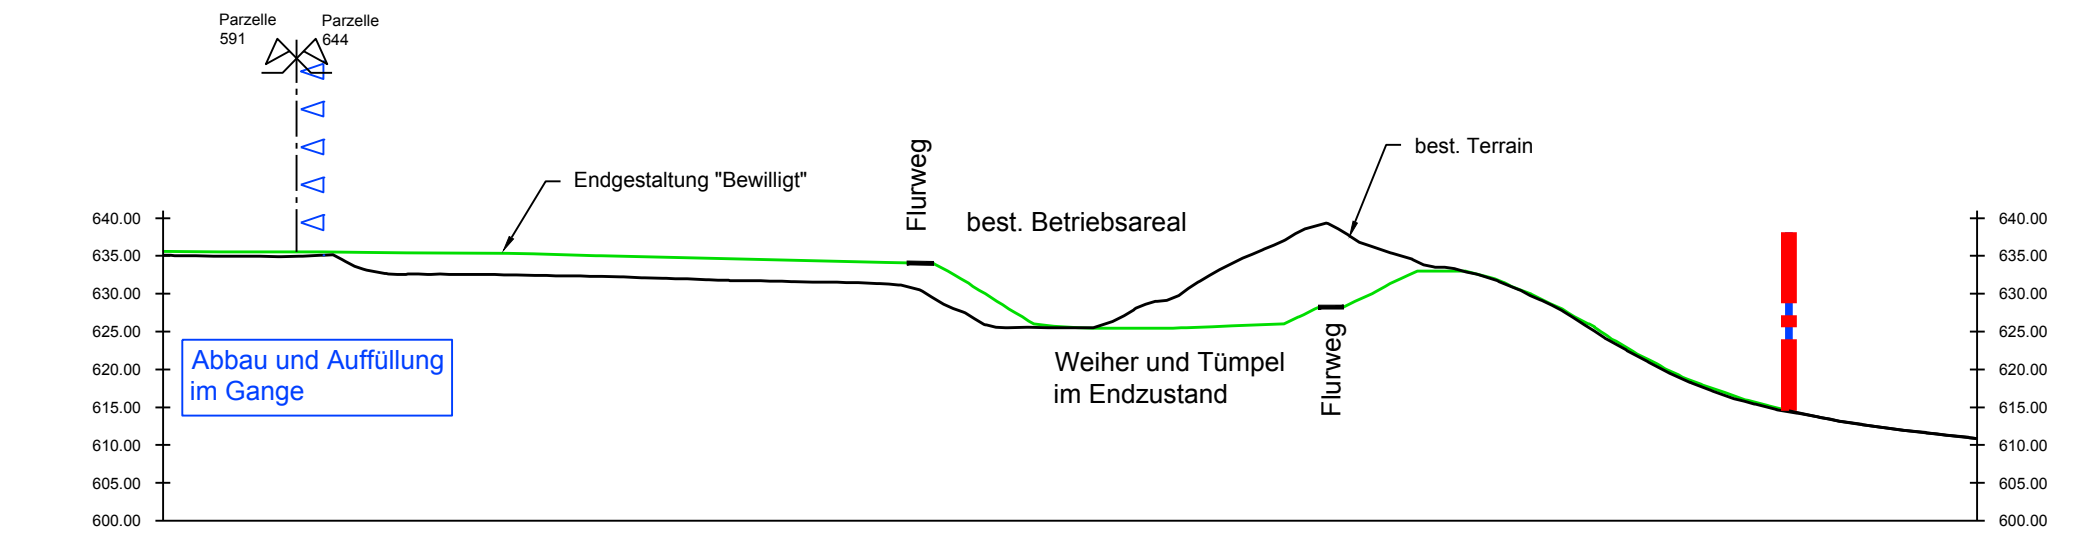 Parzelle
591
Parzelle
644
best. Terrain
Endgestaltung "Bewilligt"
Flurweg
best. Betriebsareal
640.00
635.00
630.00
625.00
620.00
615.00
610.00
605.00
600.00
Abbau und Auffüllung
im Gange
Weiher und Tümpel
im Endzustand
Flurweg
640.00
635.00
630.00
625.00
620.00
615.00
610.00
605.00
600.00